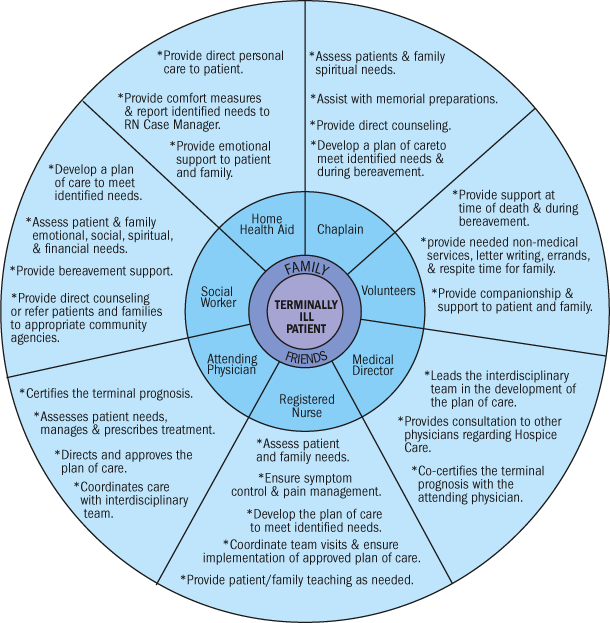 *Provide direct personal
care to patient.
*Provide comfort measures
& report identified needs to
RN Case Manager.
*Provide emotional
support to patient
and family.
*Assess patients & family
spiritual needs.
*Assist with memorial preparations.
*Provide direct counseling.
*Develop a plan of careto
meet identified needs &
during bereavement.
*Develop a plan
of care to meet
identified needs.
*Assess patient & family
emotional, social, spiritual,
& financial needs.
*Provide bereavement support.
*Provide direct counseling
or refer patients and families
to appropriate community
agencies.
*Provide support at
time of death & during
bereavement.
*provide needed non-medical
services, letter writing, errands,
& respite time for family.
*Provide companionship &
support to patient and family.
Home
Health Aid
Chaplain
Social
Worker
Volunteers
FAMILY
TERMINALLY
ILL
PATIENT
FRIENDS
Attending
Physician
Medical
Director
Registered
Nurse
*Certifies the terminal prognosis.
*Assesses patient needs,
manages & prescribes treatment.
*Directs and approves the
plan of care.
*Coordinates care
with interdisciplinary
team.
*Assess patient
and family needs.
*Ensure symptom
control & pain management.
*Develop the plan of care
to meet identified needs.
*Coordinate team visits & ensure
implementation of approved plan of care.
*Provide patient/family teaching as needed.
*Leads the interdisciplinary
team in the development of
the plan of care.
*Provides consultation to other
physicians regarding Hospice
Care.
*Co-certifies the terminal
prognosis with the
attending physician.